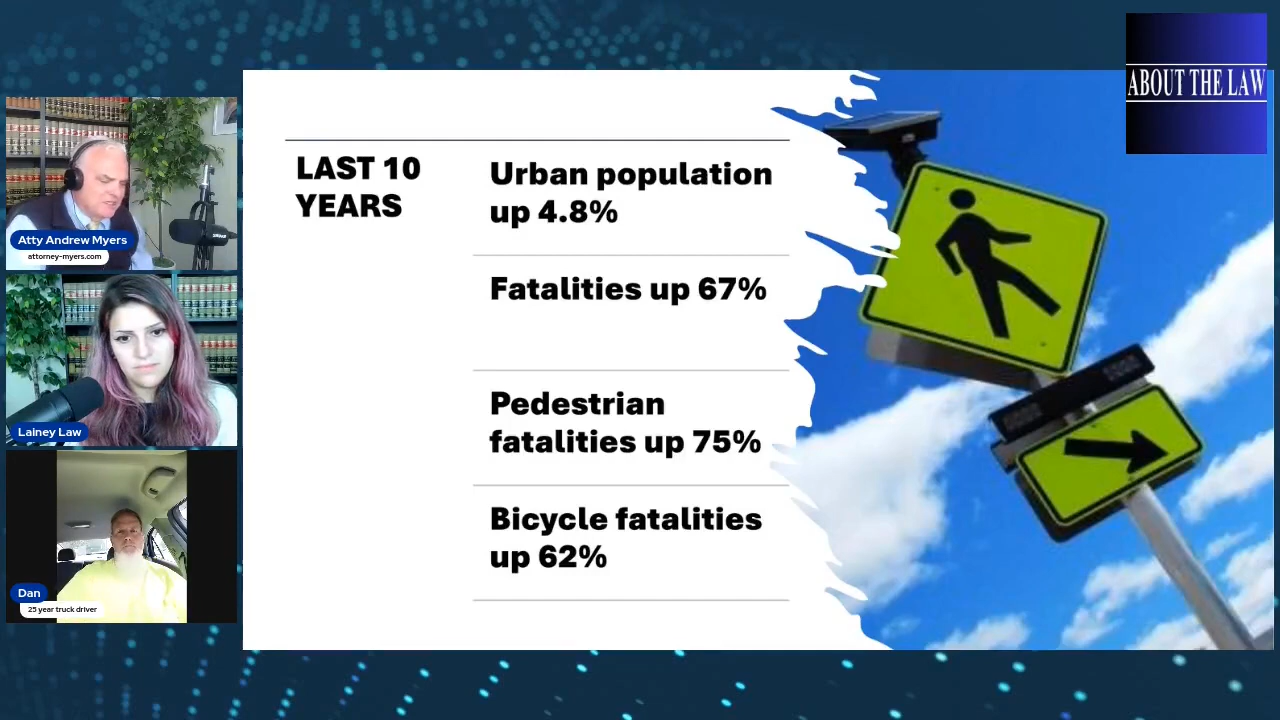 ABOUT THE LAW
LAST 10
YEARS
Urban population
up 4.8%
Fatalities up 67%
Pedestrian
fatalities up 75%
Bicycle fatalities
up 62%
Atty Andrew Myers
attorney-myers.com
Lainey Law
Dan
25 year truck driver